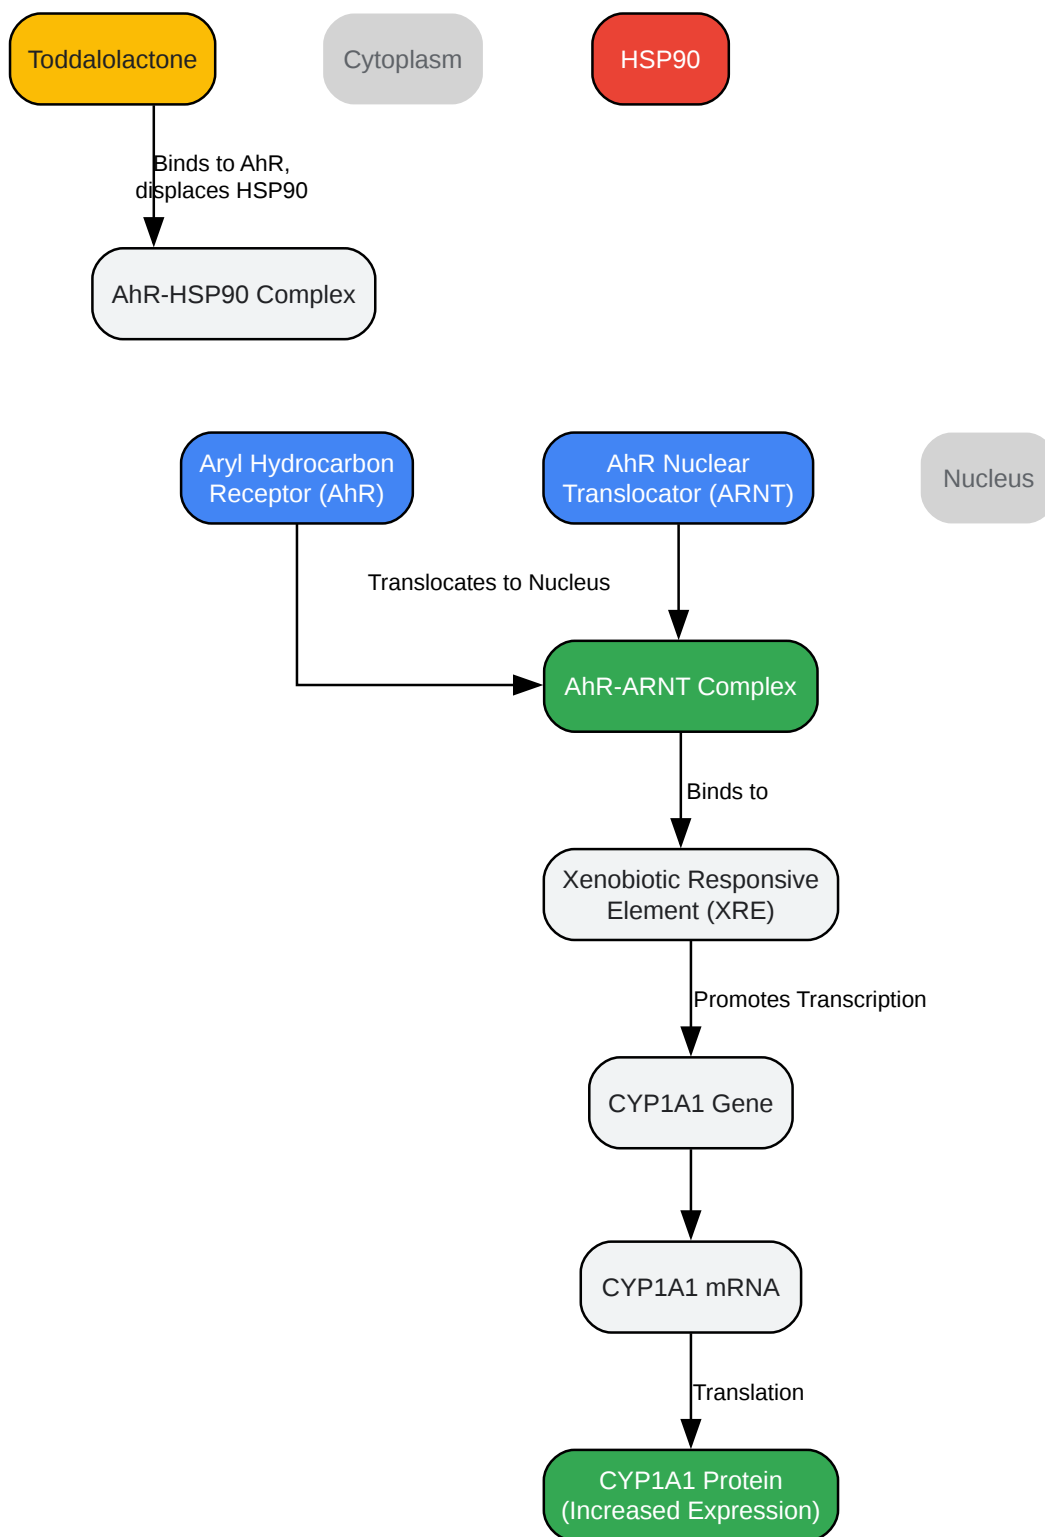 Toddalolactone
Cytoplasm
HSP90
Binds to AhR,
displaces HSP90
AhR-HSP90 Complex
Aryl Hydrocarbon
Receptor (AhR)
AhR Nuclear
Translocator (ARNT)
Nucleus
Translocates to Nucleus
AhR-ARNT Complex
Binds to
Xenobiotic Responsive
Element (XRE)
Promotes Transcription
CYP1A1 Gene
CYP1A1 mRNA
Translation
CYP1A1 Protein
(Increased Expression)